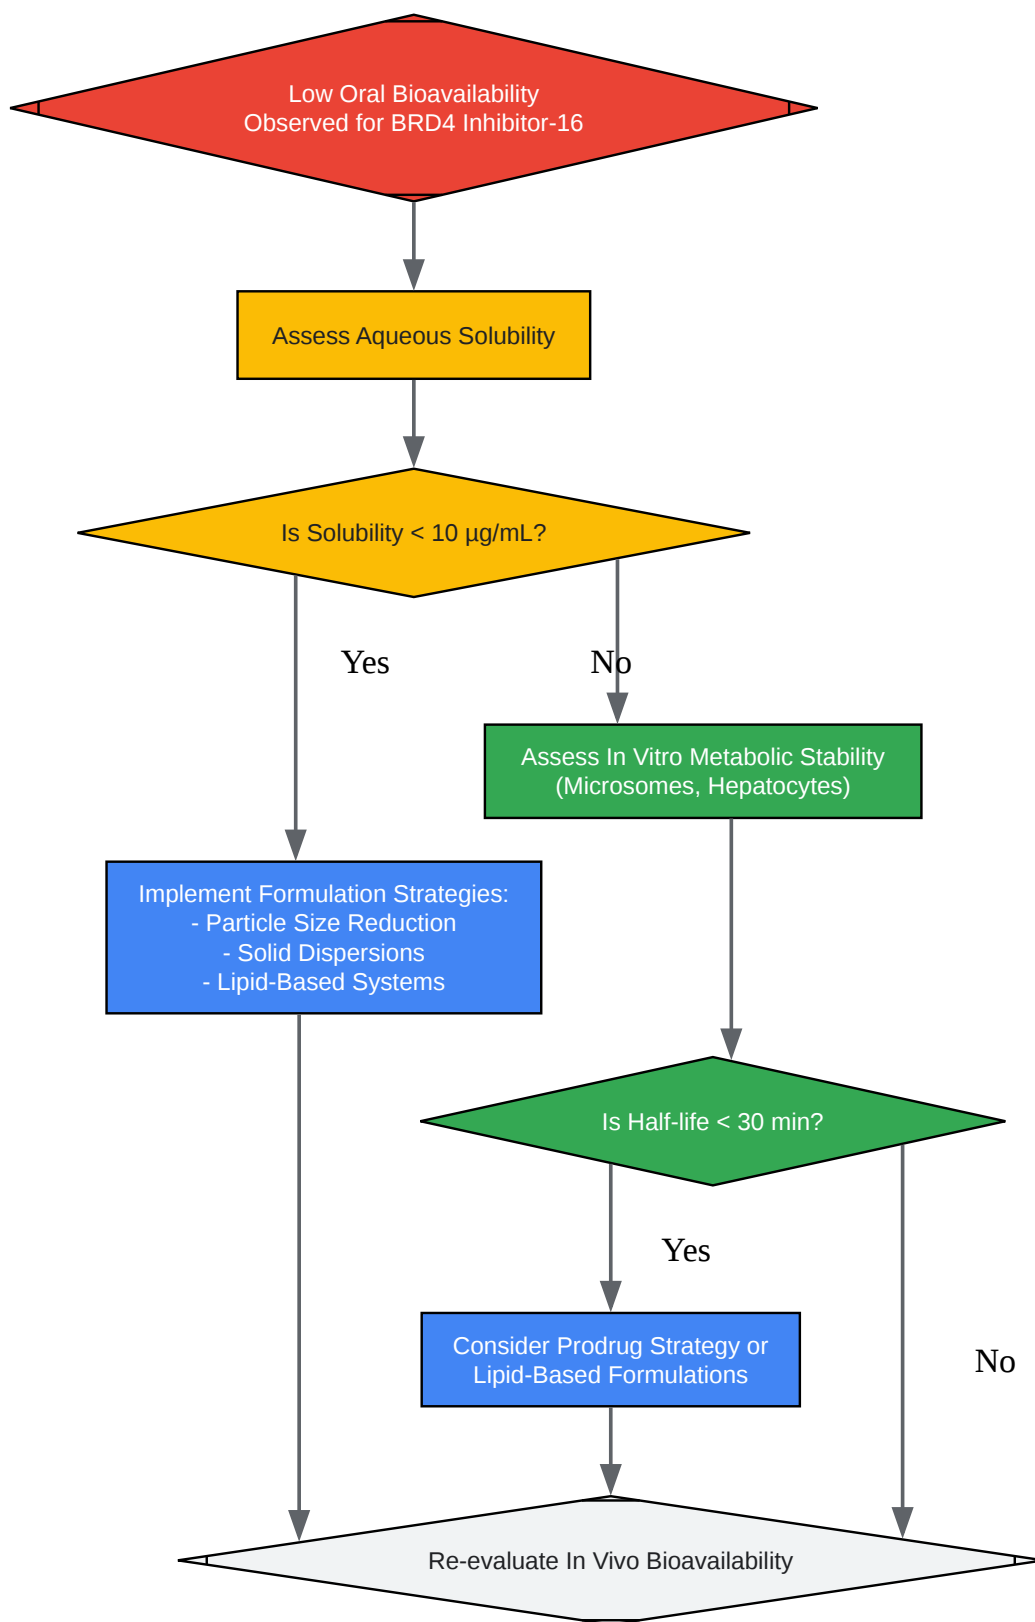 Low Oral Bioavailability
Observed for BRD4 Inhibitor-16
Assess Aqueous Solubility
Is Solubility < 10 µg/mL?
Yes
No
Assess In Vitro Metabolic Stability
(Microsomes, Hepatocytes)
Implement Formulation Strategies:
- Particle Size Reduction
- Solid Dispersions
- Lipid-Based Systems
Is Half-life < 30 min?
Yes
Consider Prodrug Strategy or
Lipid-Based Formulations
No
Re-evaluate In Vivo Bioavailability